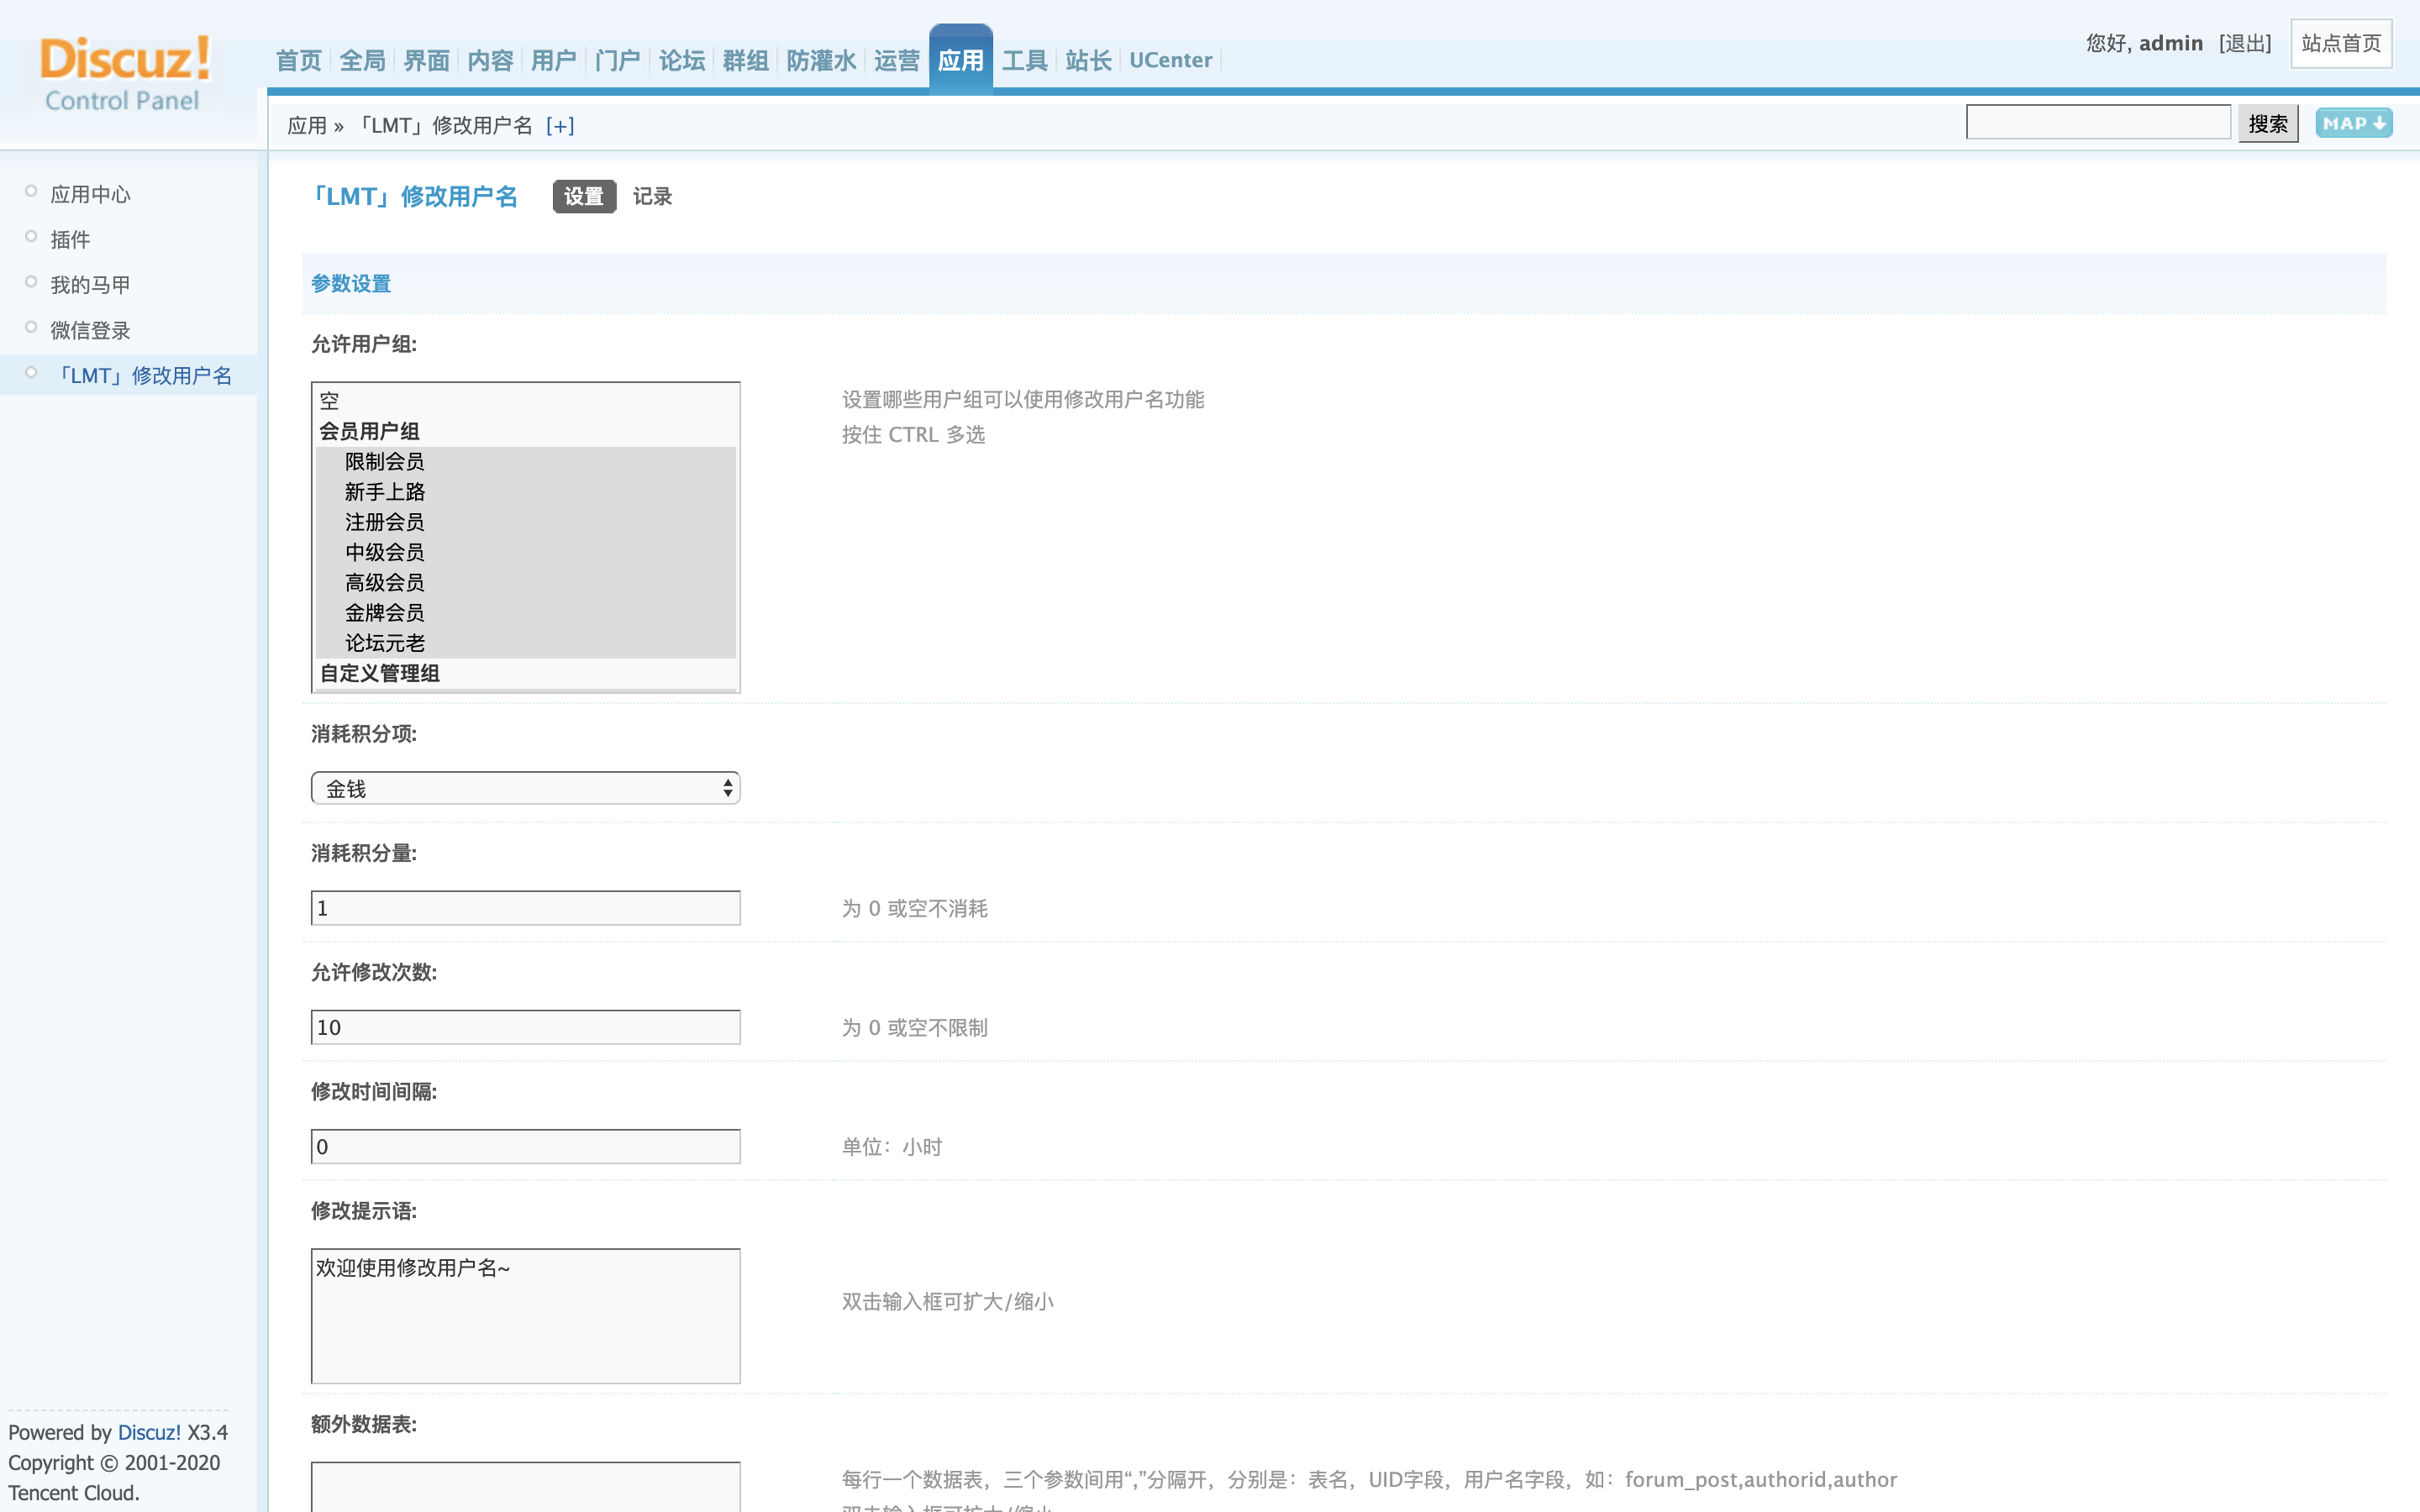 Discuz!
Control Panel
首页 全局 界面 内容 用户 门户 论坛 群组 防灌水 运营 应用 工具 站长 UCenter
您好, admin [退出] 站点首页
应用 » 「LMT」修改用户名 [+]
搜索 MAP
应用中心
插件
我的马甲
微信登录
「LMT」修改用户名
「LMT」修改用户名 设置 记录
参数设置
允许用户组:
空
会员用户组
限制会员
新手上路
注册会员
中级会员
高级会员
金牌会员
论坛元老
自定义管理组
设置哪些用户组可以使用修改用户名功能
按住 CTRL 多选
消耗积分项:
金钱
消耗积分量:
1
为 0 或空不消耗
允许修改次数:
10
为 0 或空不限制
修改时间间隔:
0
单位：小时
修改提示语:
欢迎使用修改用户名~
双击输入框可扩大/缩小
额外数据表:
每行一个数据表，三个参数间用“,”分隔开，分别是：表名，UID字段，用户名字段，如：forum_post,authorid,author
双击输入框可扩大/缩小
Powered by Discuz! X3.4
Copyright © 2001-2020
Tencent Cloud.